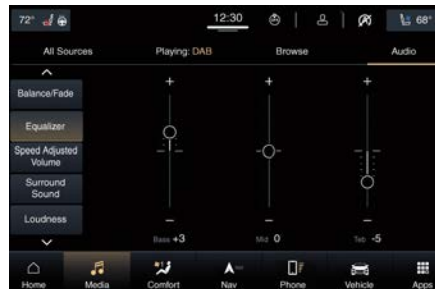 72° 12:30 68°
All Sources Playing: DAB Browse Audio
Balance/Fade
Equalizer
Speed Adjusted
Volume
Surround
Sound
Loudness
+ + +
− − −
Bass +3 Mid 0 Treb -5
Home Media Comfort Nav Phone Vehicle Apps